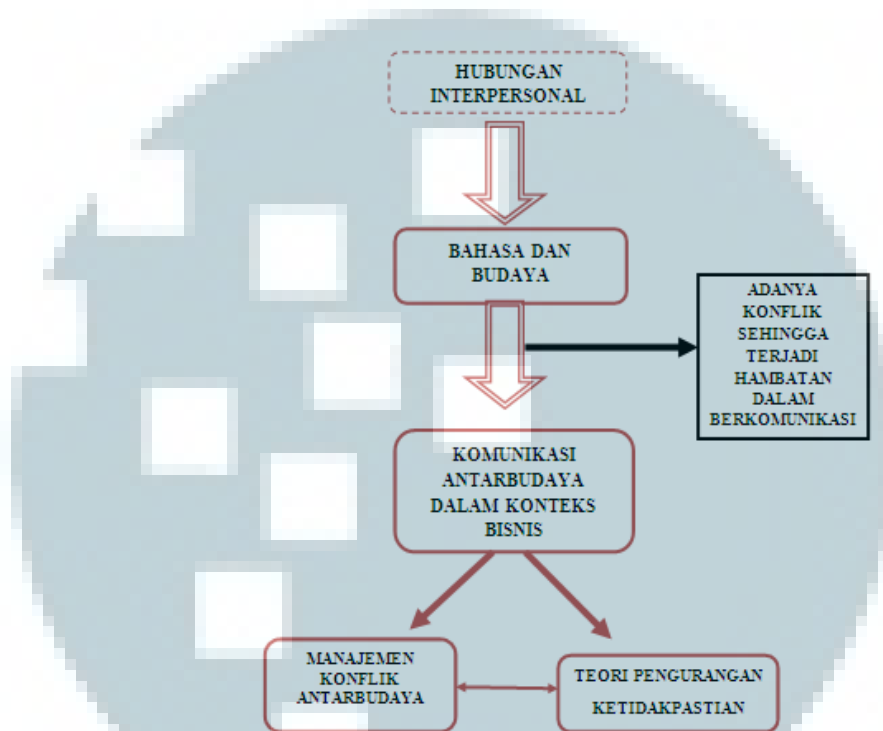 HUBUNGAN
INTERPERSONAL
BAHASA DAN
BUDAYA
ADANYA
KONFLIK
SEHINGGA
TERJADI
HAMBATAN
DALAM
BERKOMUNIKASI
KOMUNIKASI
ANTARBUDAYA
DALAM KONTEKS
BISNIS
MANAJEMEN
KONFLIK
ANTARBUDAYA
TEORI PENGURANGAN
KETIDAKPASTIAN